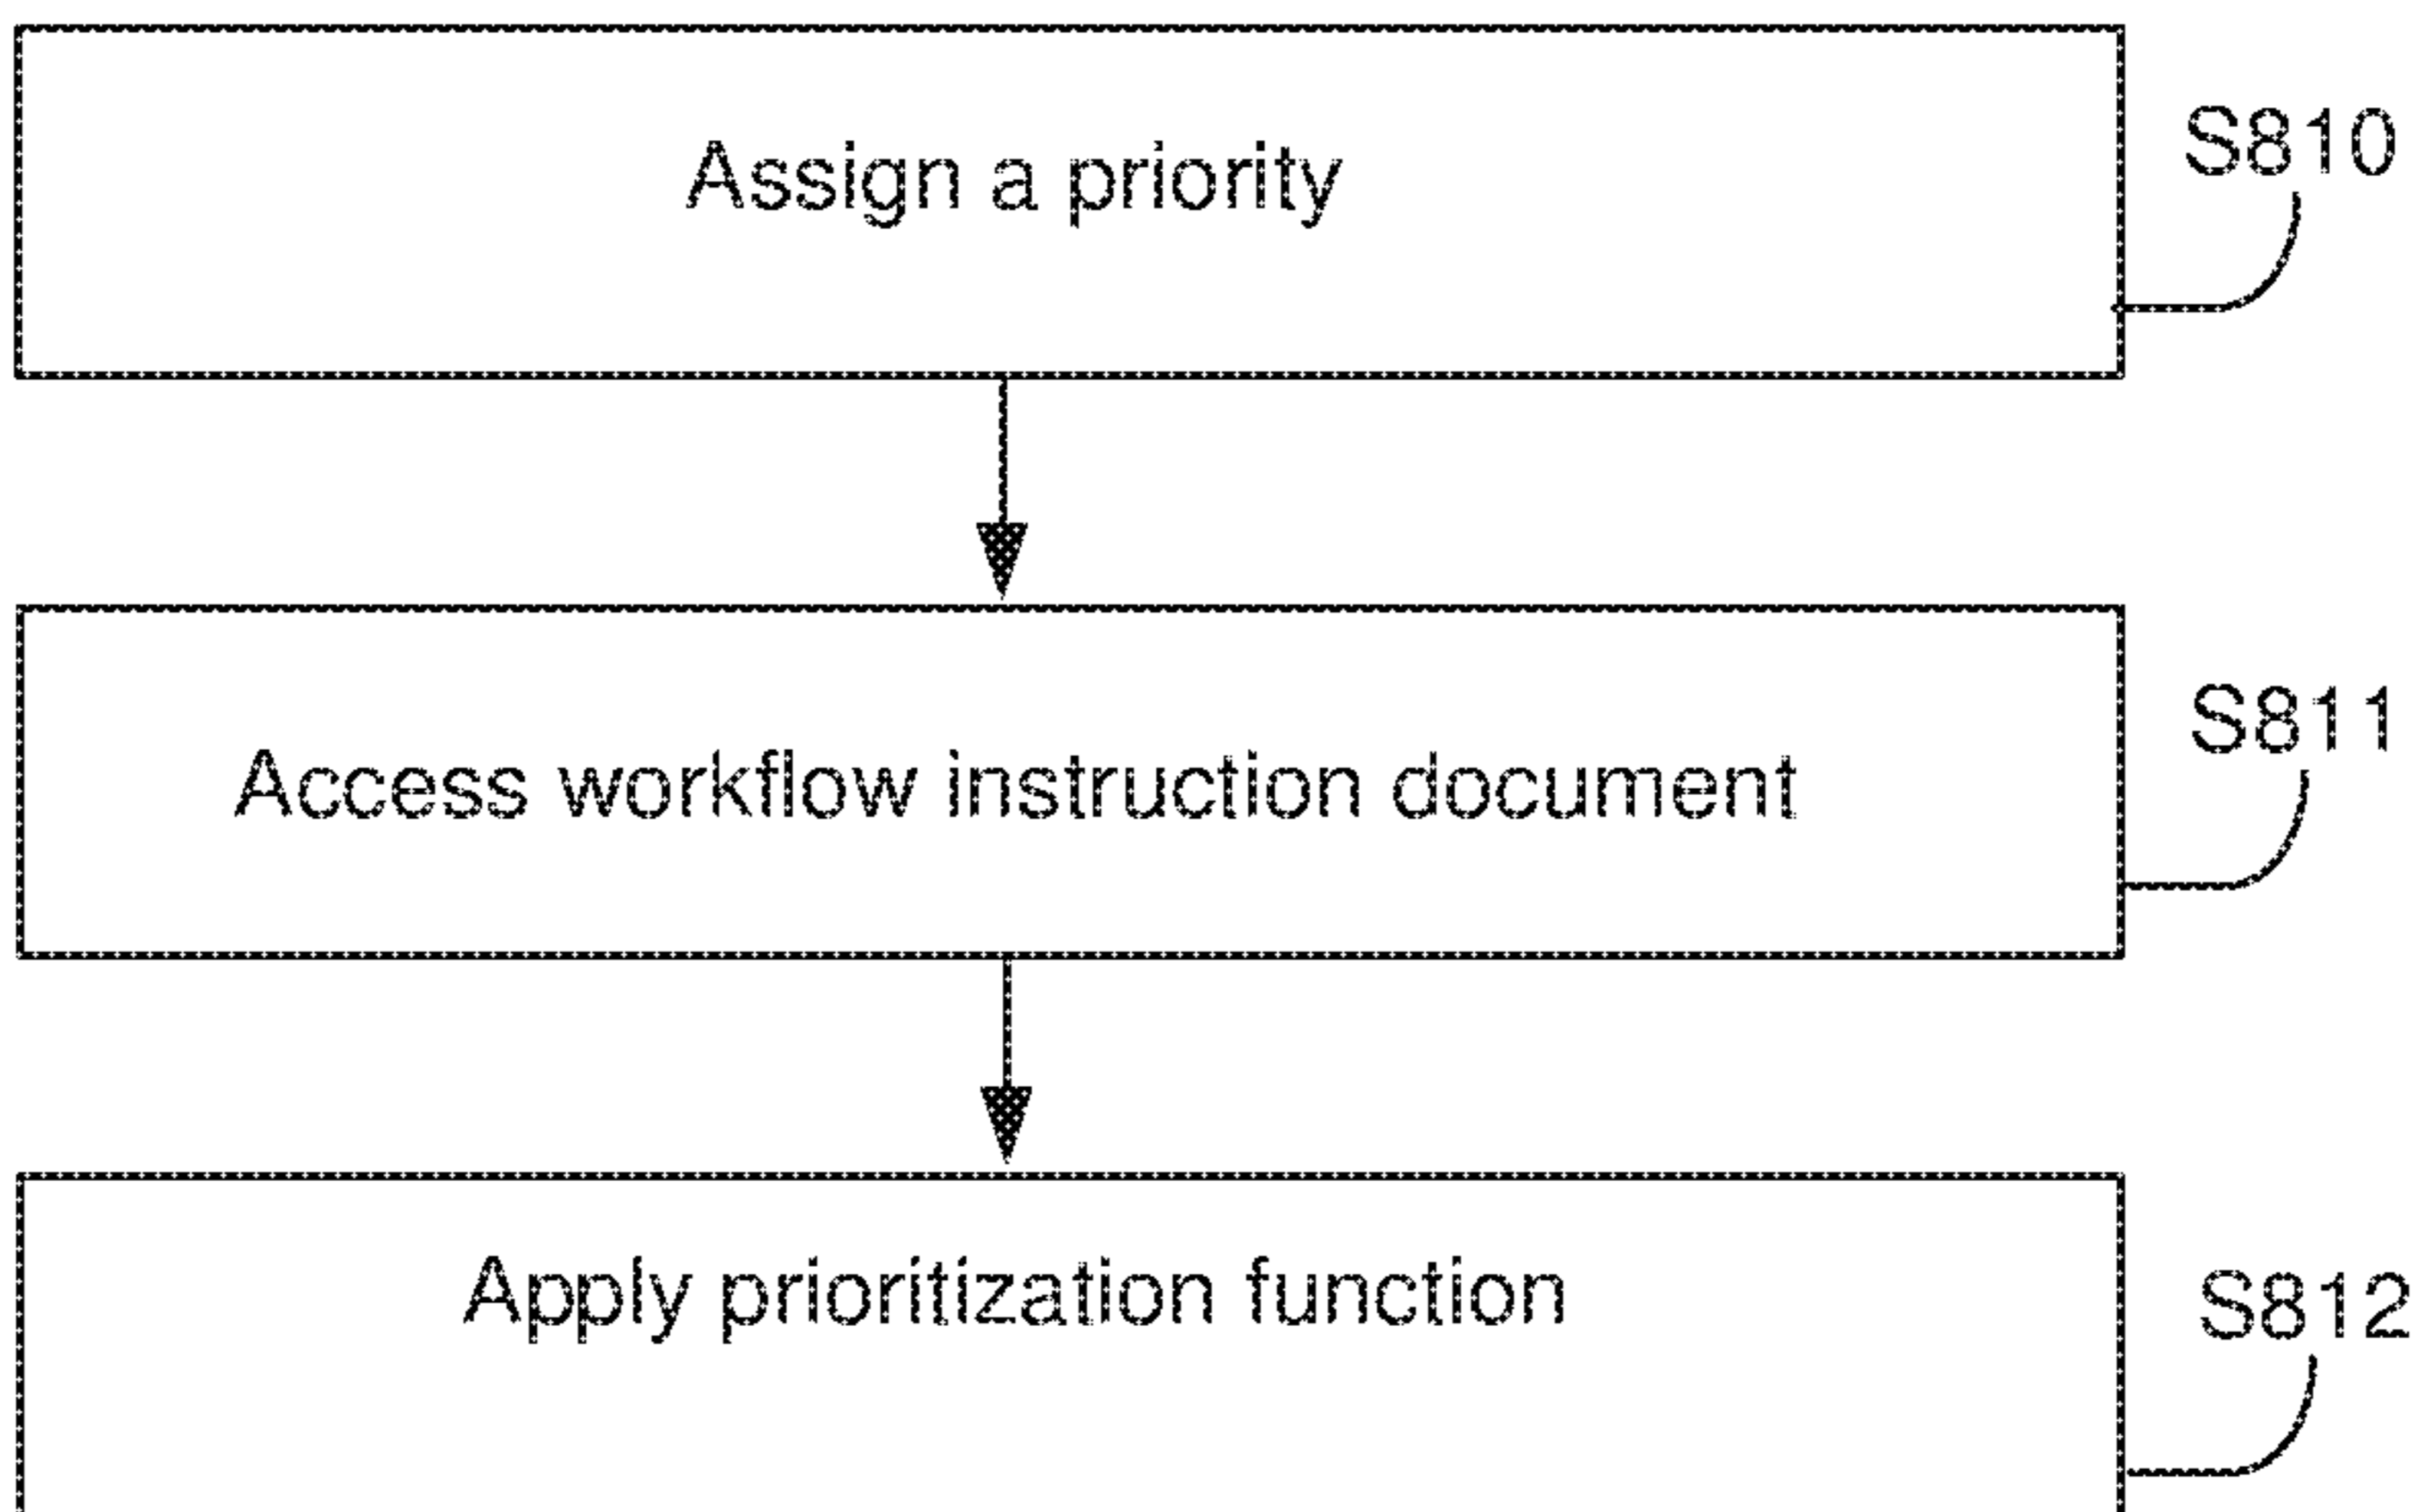 Assign a priority
S810
Access workflow instruction document
S811
Apply prioritization function
S812